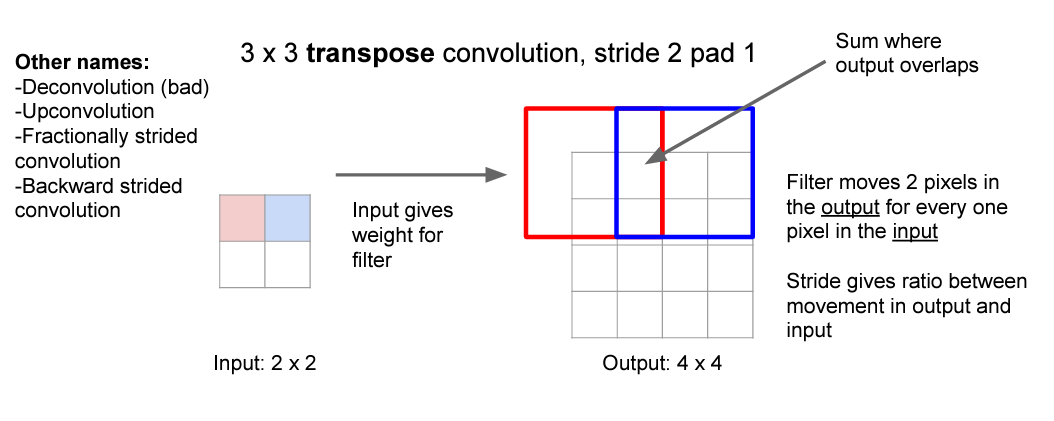 3 x 3 transpose convolution, stride 2 pad 1
Other names:
-Deconvolution (bad)
-Upconvolution
-Fractionally strided
convolution
-Backward strided
convolution
Input gives
weight for
filter
Sum where
output overlaps
Filter moves 2 pixels in
the output for every one
pixel in the input
Stride gives ratio between
movement in output and
input
Input: 2 x 2
Output: 4 x 4